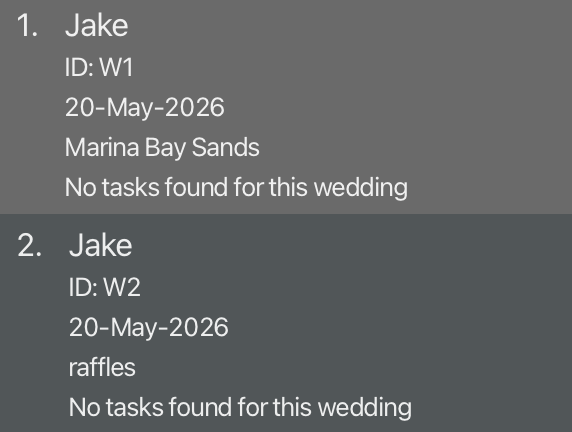 1. Jake
ID: W1
20-May-2026
Marina Bay Sands
No tasks found for this wedding
2. Jake
ID: W2
20-May-2026
raffles
No tasks found for this wedding